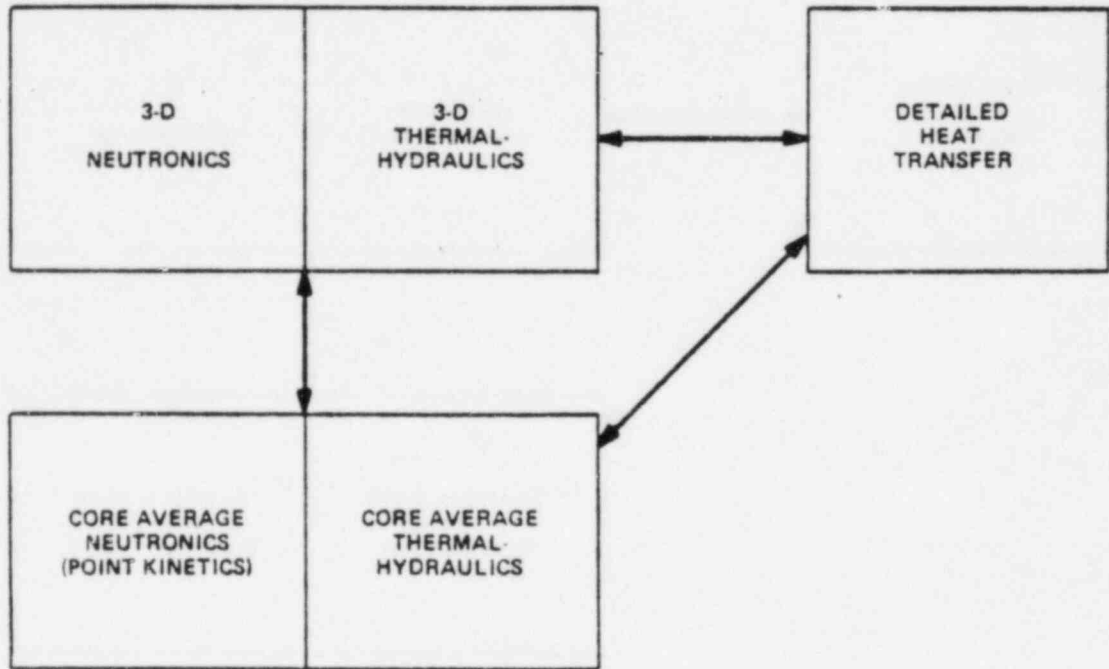 3-D
NEUTRONICS
3-D
THERMAL-
HYDRAULICS
DETAILED
HEAT
TRANSFER
CORE AVERAGE
NEUTRONICS
(POINT KINETICS)
CORE AVERAGE
THERMAL-
HYDRAULICS